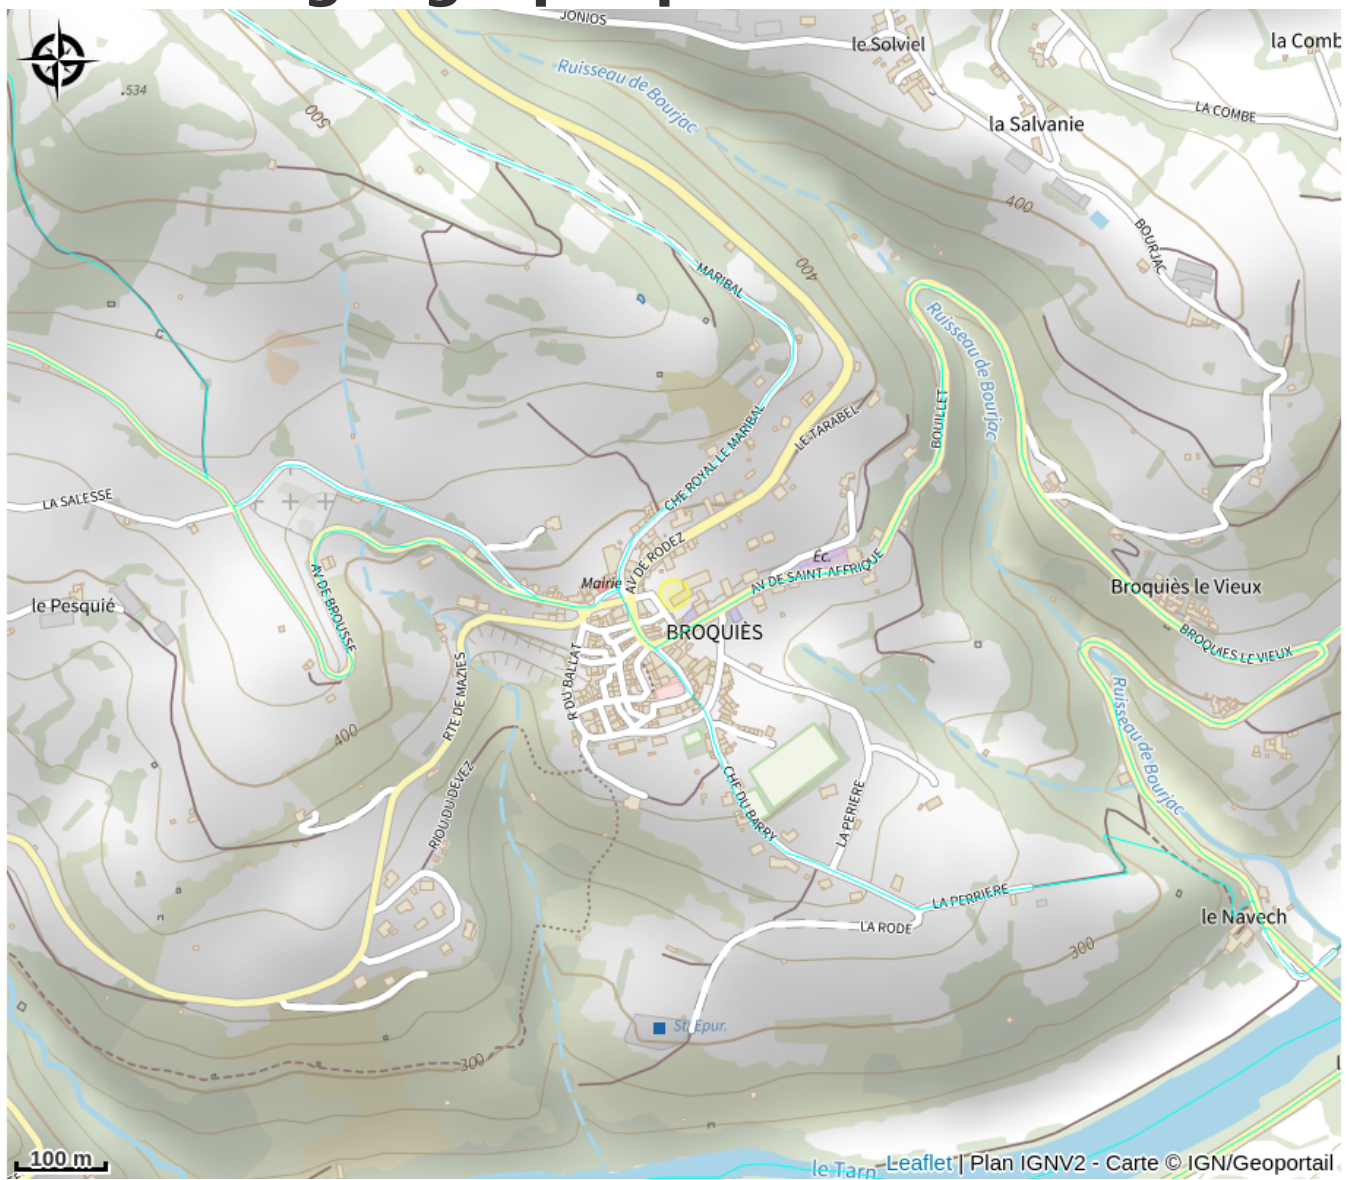 JONIOS
le Solviel
la Comb
Ruisseau de Bourjac
.534
500
LA COMBE
la Salvanie
400
BOURJAC
MARIBAL
400
Ruisseau de Bourjac
BOUILLET
LE TARABEL
CHE ROYAL LE MARIBAL
LA SALESSE
AV DE RODEZ
Éc.
AV DE SAINT AFFRIQUE
Mairie
AV DE BROUSSE
le Pesquié
Broquiès le Vieux
BROQUIÈS
BROQUIES LE VIEUX
R DU BALLAT
RTE DE MAZIES
Ruisseau de Bourjac
400
RIOU DU DEVEZ
CHE DU BARRY
LA PERIERE
LA PERRIERE
LA RODE
le Navech
300
St. Epur.
300
100 m
le Tarn
Leaflet | Plan IGNV2 - Carte © IGN/Geoportail